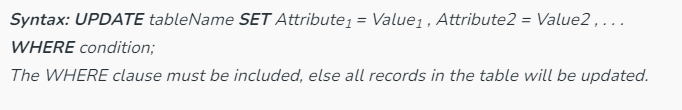 Syntax: UPDATE tableName SET Attribute₁ = Value₁ , Attribute2 = Value2 , . . .
WHERE condition;
The WHERE clause must be included, else all records in the table will be updated.